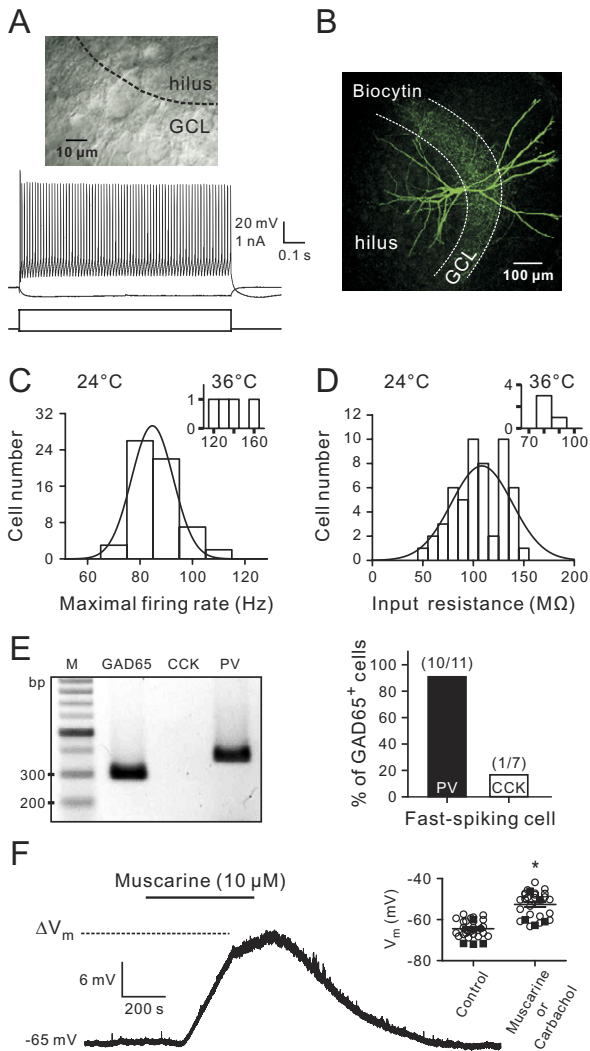 A
hilus
GCL
10 µm
20 mV
1 nA
0.1 s
B
Biocytin
hilus
GCL
100 µm
C
24°C
36°C
1
0
120
160
32
24
16
8
0
Cell number
60
80
100
120
Maximal firing rate (Hz)
D
24°C
36°C
4
2
0
70
100
12
10
8
6
4
2
0
Cell number
0
50
100
150
200
Input resistance (MΩ)
E
M
GAD65
CCK
PV
bp
300
200
100
80
60
40
20
0
% of GAD65+ cells
(10/11)
(1/7)
PV
CCK
Fast-spiking cell
F
Muscarine (10 µM)
ΔVm
6 mV
200 s
-65 mV
-40
-60
-80
Vm (mV)
*
Control
Muscarine
or
Carbachol